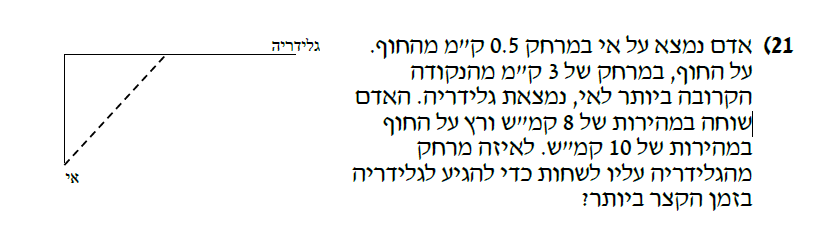 21) אדם נמצא על אי במרחק 0.5 ק״מ מהחוף.
על החוף, במרחק של 3 ק״מ מהנקודה
הקרובה ביותר לאי, נמצאת גלידריה. האדם
שוחה במהירות של 8 קמ״ש ורץ על החוף
במהירות של 10 קמ״ש. לאיזה מרחק
מהגלידריה עליו לשחות כדי להגיע לגלידריה
בזמן הקצר ביותר?
גלידריה
אי